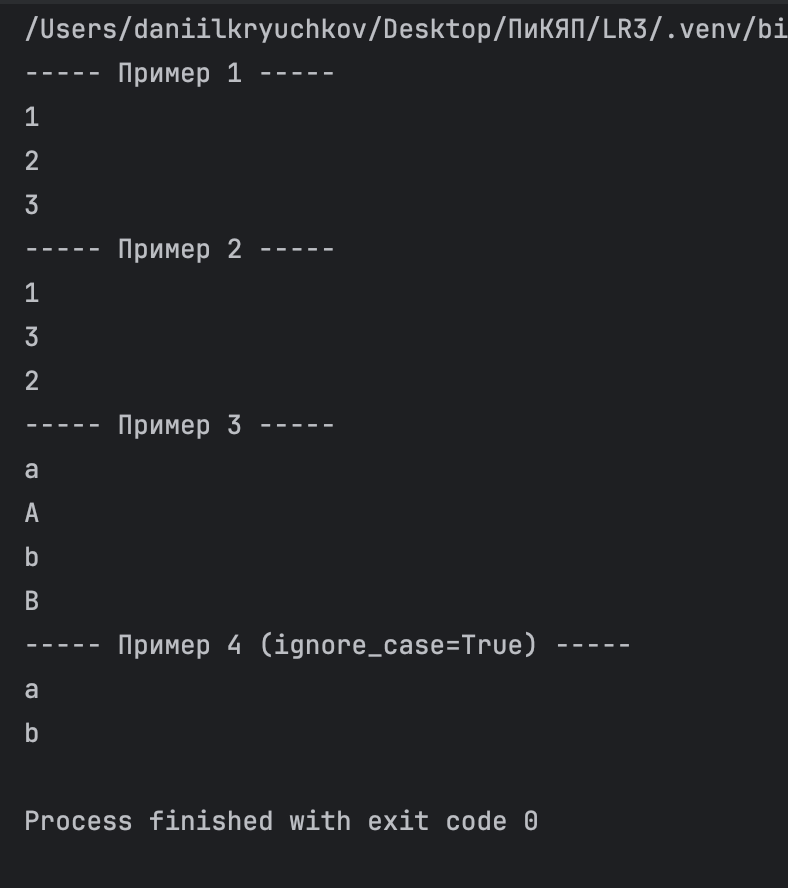 /Users/daniilkryuchkov/Desktop/ПиКЯП/LR3/.venv/bi
----- Пример 1 -----
1
2
3
----- Пример 2 -----
1
3
2
----- Пример 3 -----
a
A
b
B
----- Пример 4 (ignore_case=True) -----
a
b
Process finished with exit code 0